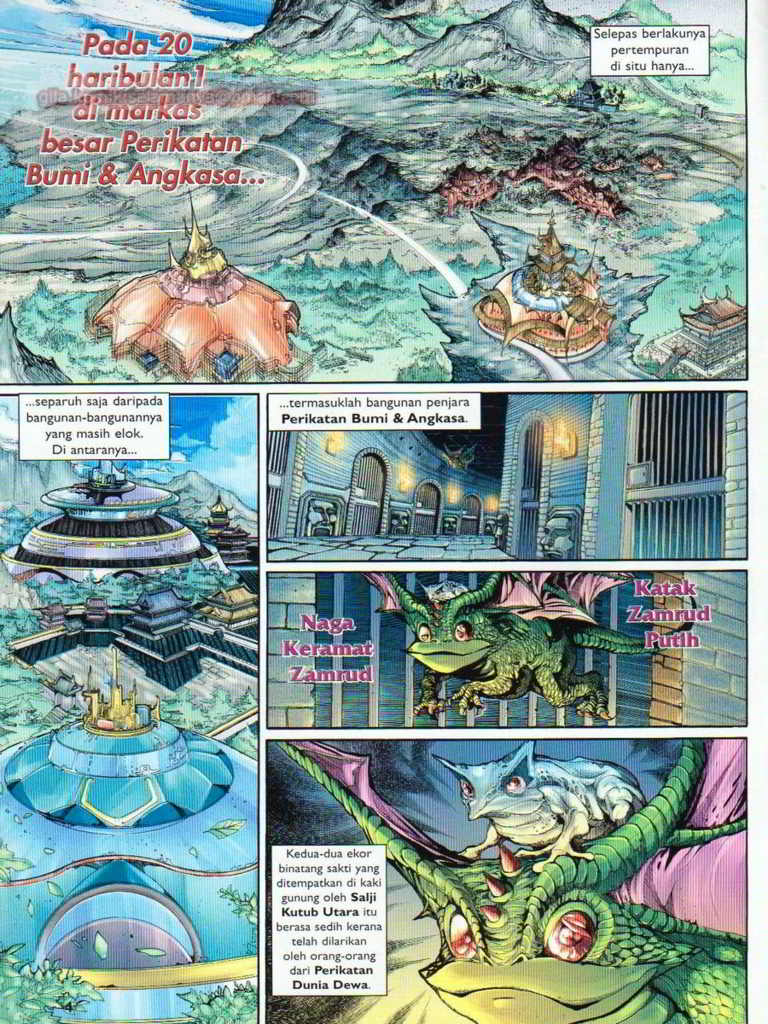 Pada 20
haribulan 1
di markas
besar Perikatan
Bumi & Angkasa...
Selepas berlakunya
pertempuran
di situ hanya...
...separuh saja daripada
bangunan-bangunannya
yang masih elok.
Di antaranya...
...termasuklah bangunan penjara
Perikatan Bumi & Angkasa.
Naga
Keramat
Zamrud
Katak
Zamrud
Putih
Kedua-dua ekor
binatang sakti yang
ditempatkan di kaki
gunung oleh Salji
Kutub Utara itu
berasa sedih kerana
telah dilarikan
oleh orang-orang
dari Perikatan
Dunia Dewa.